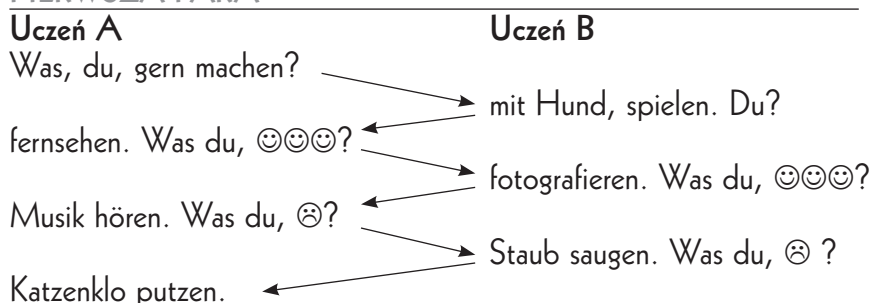 Uczeń A
Uczeń B
Was, du, gern machen?
mit Hund, spielen. Du?
fernsehen. Was du, ☺☺☺?
fotografieren. Was du, ☺☺☺?
Musik hören. Was du, ☹?
Staub saugen. Was du, ☹ ?
Katzenklo putzen.